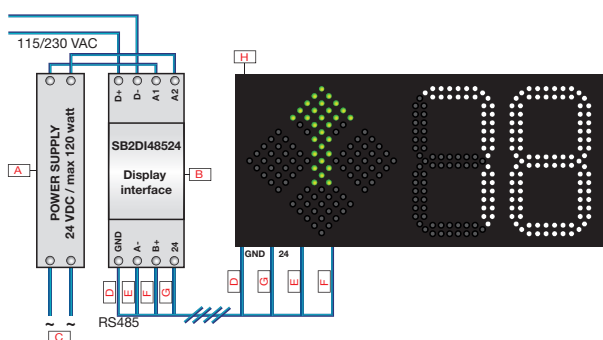 115/230 VAC
H
D+
D-
A1
A2
POWER SUPPLY
24 VDC / max 120 watt
SB2DI48524
Display
interface
A
B
GND
A-
B+
24
D
E
F
G
GND
24
D
G
E
F
~ ~
RS485
C
38